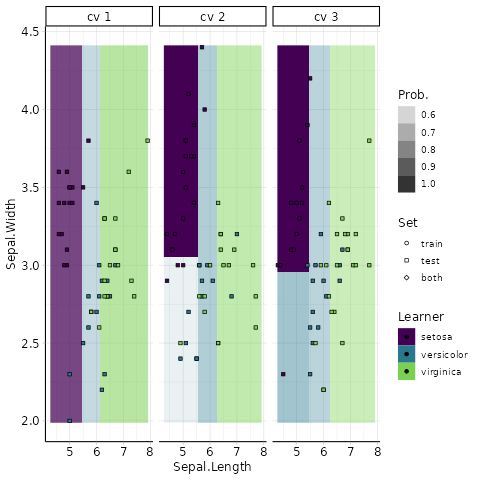 cv 1 cv 2 cv 3
4.5
4.0
3.5
3.0
2.5
2.0
Sepal.Width
5 6 7 8 5 6 7 8 5 6 7 8
Sepal.Length
Prob.
0.6
0.7
0.8
0.9
1.0
Set
train
test
both
Learner
setosa
versicolor
virginica